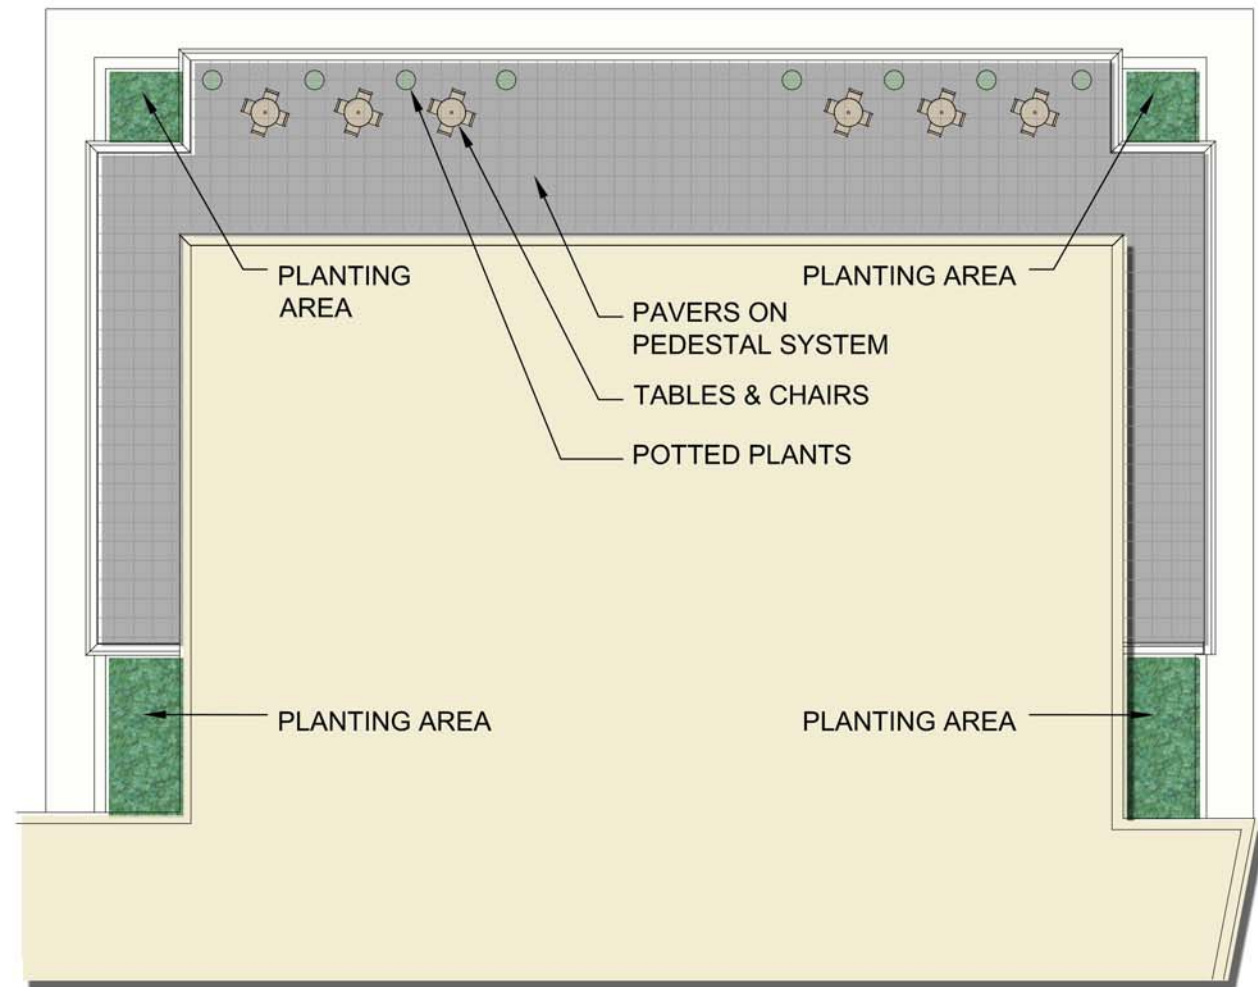 PLANTING
AREA
PLANTING AREA
PAVERS ON
PEDESTAL SYSTEM
TABLES & CHAIRS
POTTED PLANTS
PLANTING AREA
PLANTING AREA